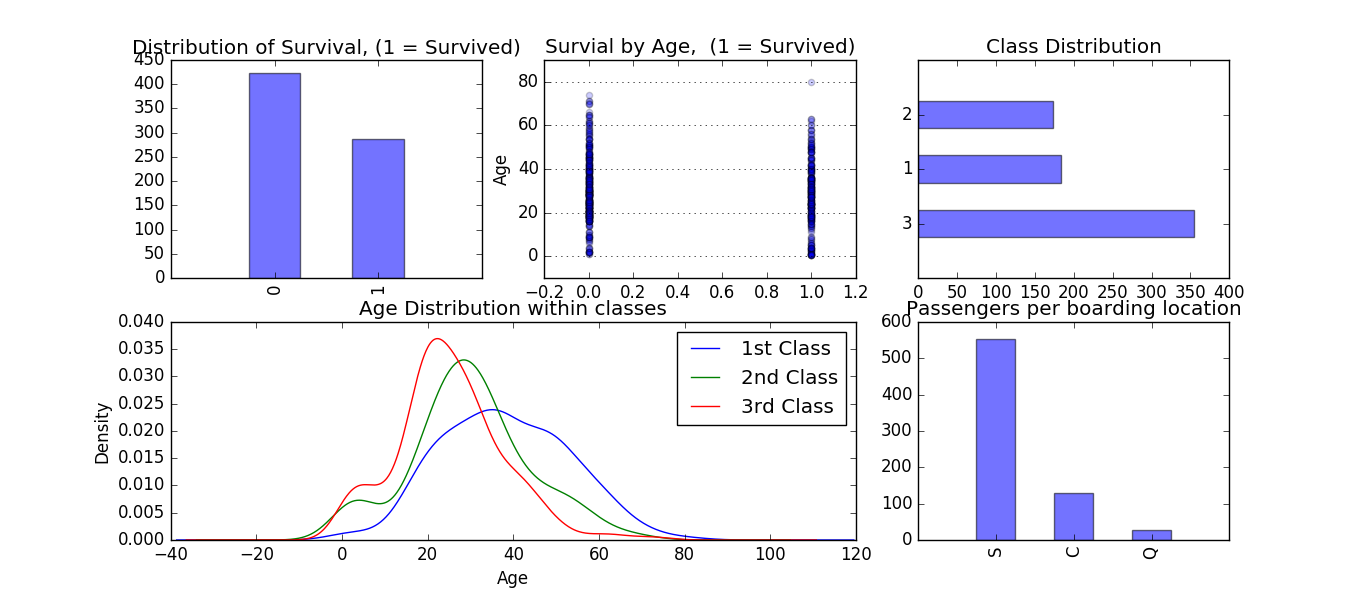 Distribution of Survival, (1 = Survived)
450
400
350
300
250
200
150
100
50
0
0
1
Survial by Age,  (1 = Survived)
Age
80
60
40
20
0
−0.2 0.0 0.2 0.4 0.6 0.8 1.0 1.2
Class Distribution
2
1
3
0 50 100 150 200 250 300 350 400
Age Distribution within classes
Density
0.040
0.035
0.030
0.025
0.020
0.015
0.010
0.005
0.000
1st Class
2nd Class
3rd Class
−40 −20 0 20 40 60 80 100 120
Age
Passengers per boarding location
600
500
400
300
200
100
0
S
C
Q